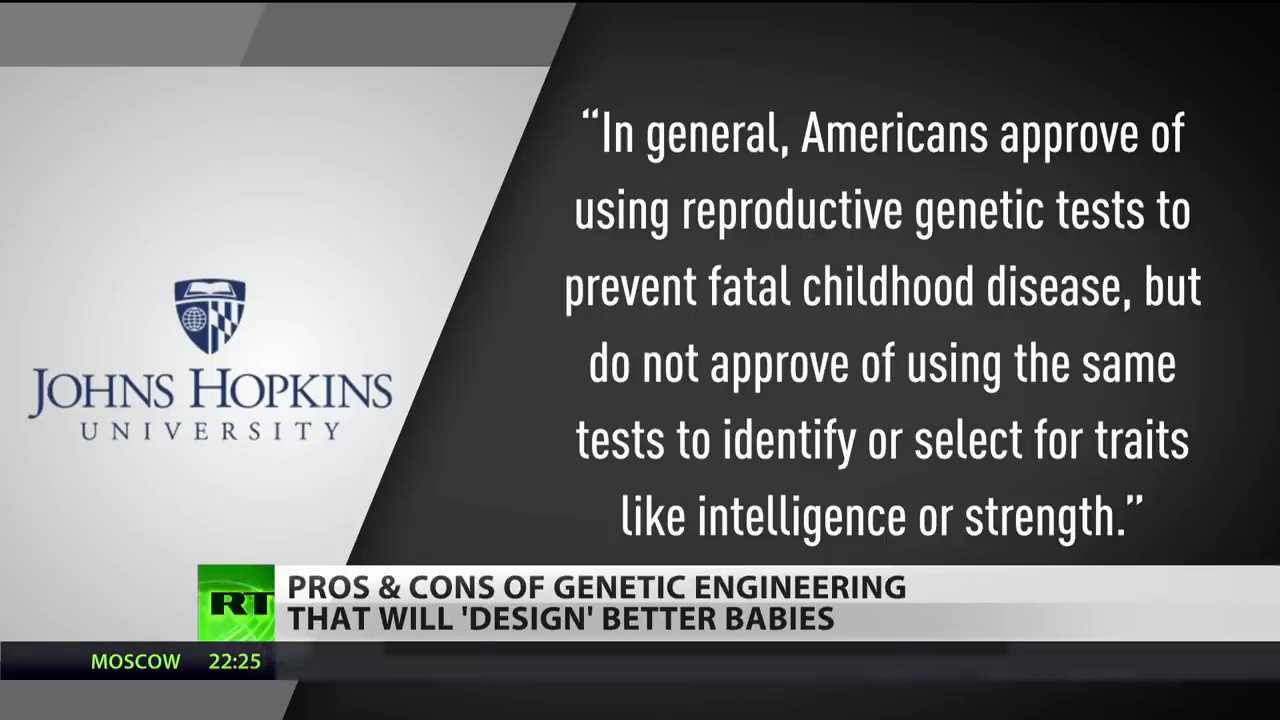 “In general, Americans approve of
using reproductive genetic tests to
prevent fatal childhood disease, but
do not approve of using the same
tests to identify or select for traits
like intelligence or strength.”
JOHNS HOPKINS
UNIVERSITY
RT
PROS & CONS OF GENETIC ENGINEERING
THAT WILL 'DESIGN' BETTER BABIES
MOSCOW 22:25